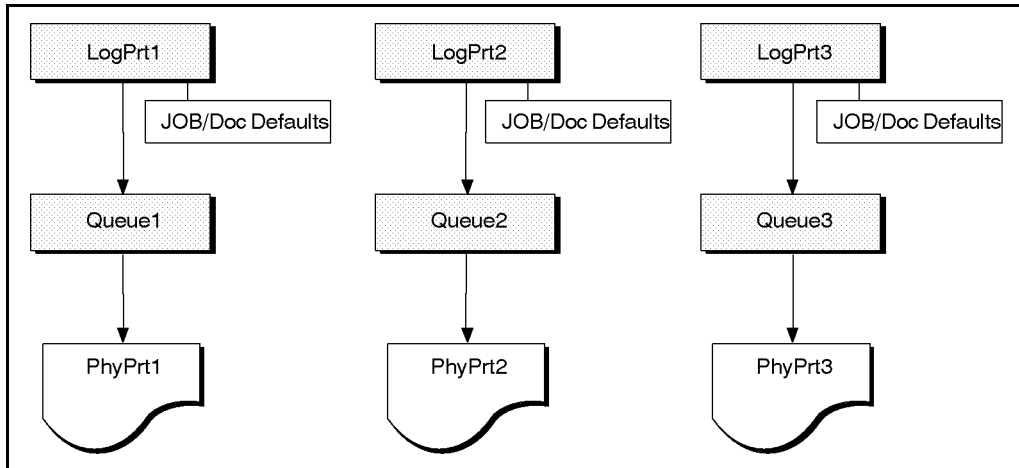 LogPrt1
LogPrt2
LogPrt3
JOB/Doc Defaults
JOB/Doc Defaults
JOB/Doc Defaults
Queue1
Queue2
Queue3
PhyPrt1
PhyPrt2
PhyPrt3